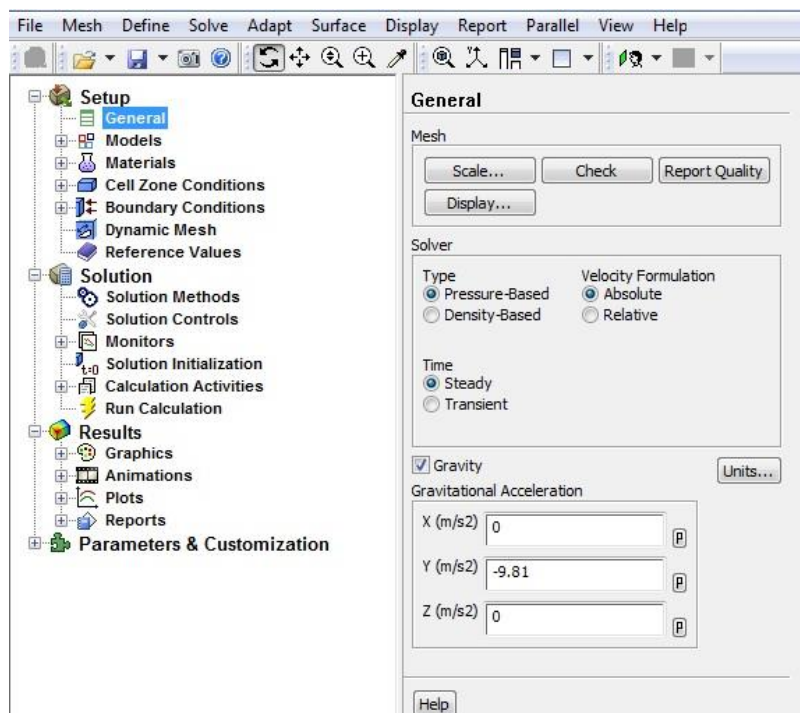 File Mesh Define Solve Adapt Surface Display Report Parallel View Help
Setup
General
Models
Materials
Cell Zone Conditions
Boundary Conditions
Dynamic Mesh
Reference Values
Solution
Solution Methods
Solution Controls
Monitors
t=0 Solution Initialization
Calculation Activities
Run Calculation
Results
Graphics
Animations
Plots
Reports
Parameters & Customization
General
Mesh
Scale... Check Report Quality
Display...
Solver
Type Velocity Formulation
Pressure-Based Absolute
Density-Based Relative
Time
Steady
Transient
Gravity Units...
Gravitational Acceleration
X (m/s2) 0 P
Y (m/s2) -9.81 P
Z (m/s2) 0 P
Help